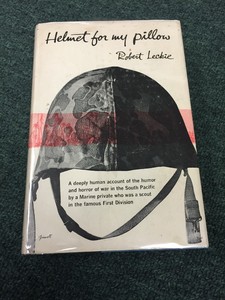 Helmet for my pillow
Robert Leckie
A deeply human account of the humor
and horror of war in the South Pacific
by a Marine private who was a scout
in the famous First Division